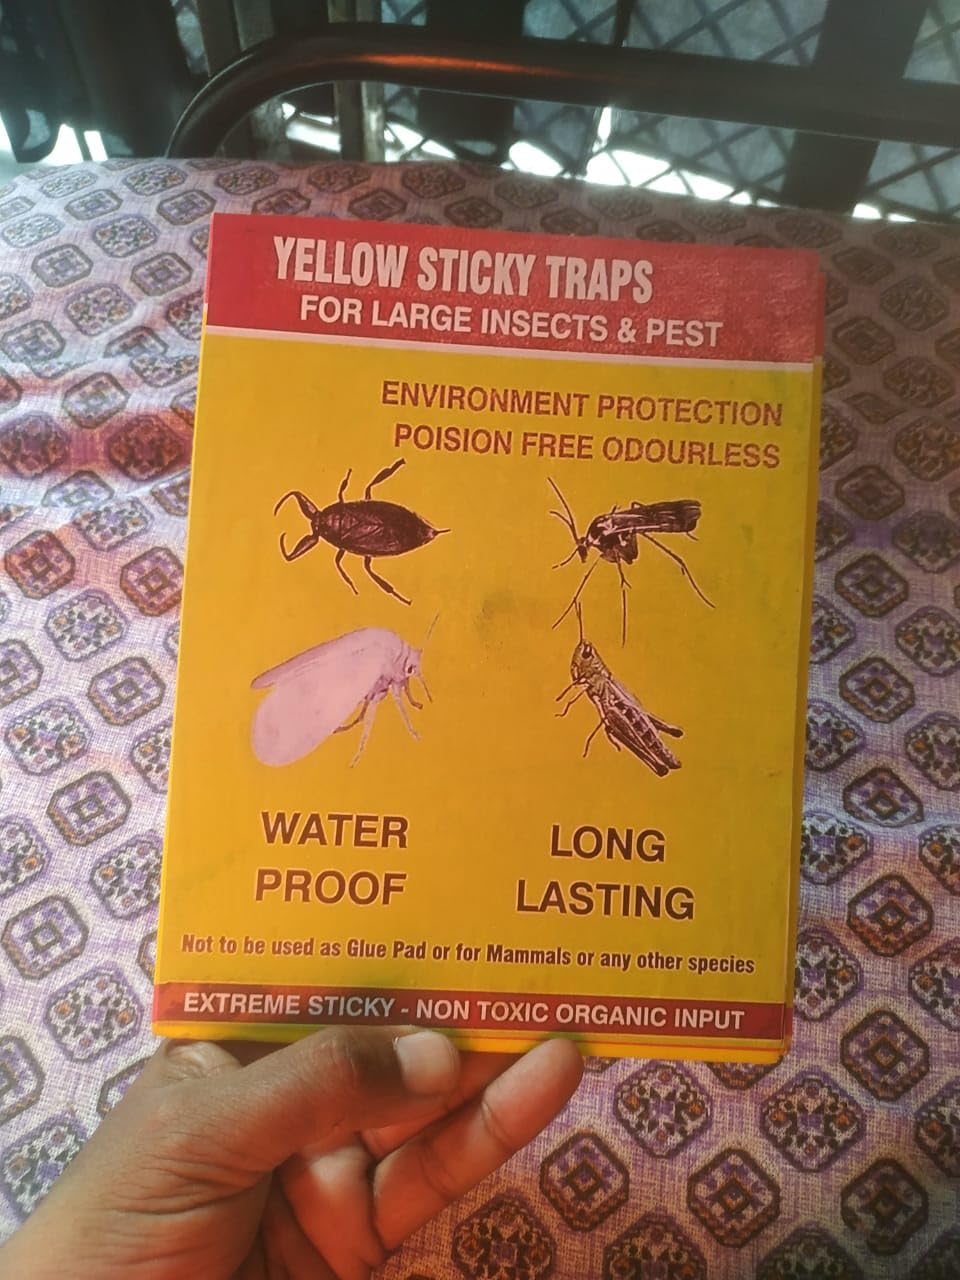 YELLOW STICKY TRAPS
FOR LARGE INSECTS & PEST
ENVIRONMENT PROTECTION
POISION FREE ODOURLESS
WATER
PROOF
LONG
LASTING
Not to be used as Glue Pad or for Mammals or any other species
EXTREME STICKY - NON TOXIC ORGANIC INPUT